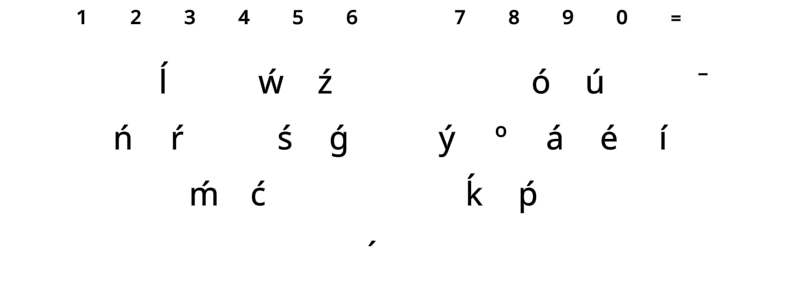 1 2 3 4 5 6 7 8 9 0 =
ĺ ẃ ź ó ú -
ń ŕ ś ǵ ý º á é í
ḿ ć ḱ ṕ
´